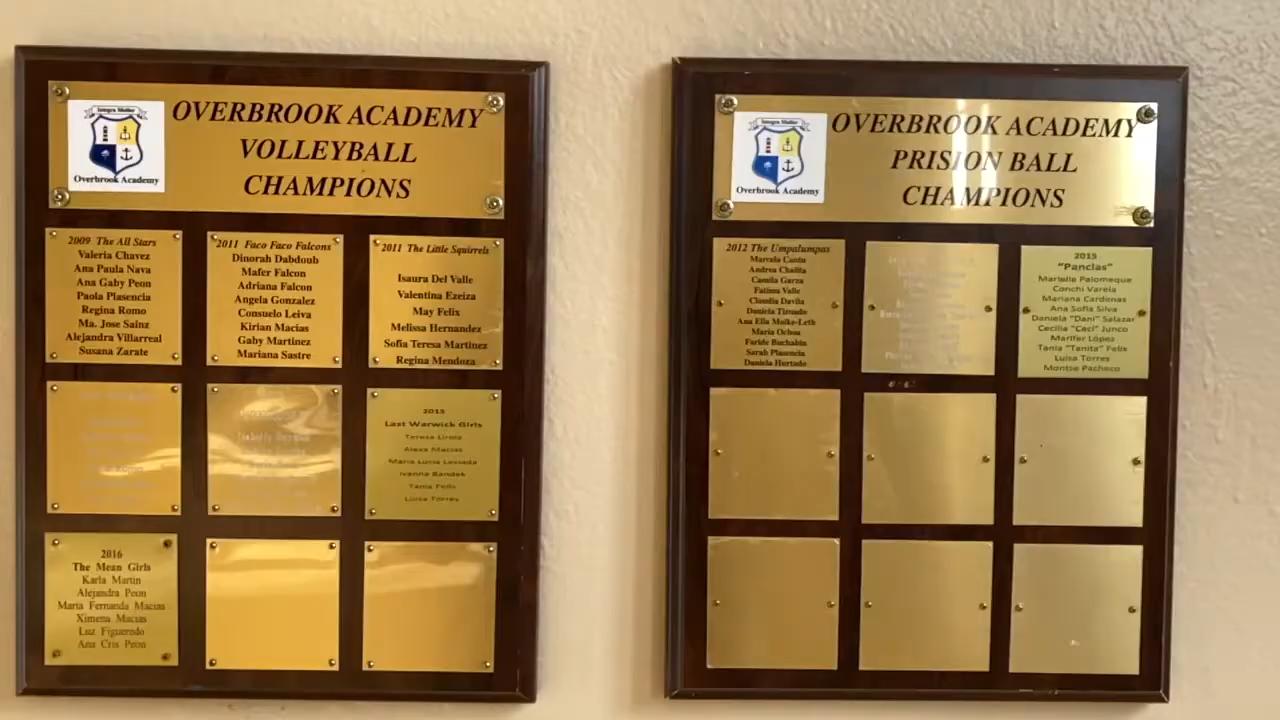 Integra Mulier
Overbrook Academy
OVERBROOK ACADEMY
VOLLEYBALL
CHAMPIONS
2009 The All Stars
Valeria Chavez
Ana Paula Nava
Ana Gaby Peon
Paola Plasencia
Regina Romo
Ma. Jose Sainz
Alejandra Villarreal
Susana Zarate
2011 Faco Faco Falcons
Dinorah Dabdoub
Mafer Falcon
Adriana Falcon
Angela Gonzalez
Consuelo Leiva
Kirian Macias
Gaby Martinez
Mariana Sastre
2011 The Little Squirrels
Isaura Del Valle
Valentina Ezeiza
May Felix
Melissa Hernandez
Sofia Teresa Martinez
Regina Mendoza
2015
Last Warwick Girls
Teresa
Alexa Macias
Maria Luisa
Ivanna
Tania Felix
Luisa Torres
2016
The Mean Girls
Karla Martin
Alejandra Peon
Maria Fernanda Macias
Ximena Macias
Luz Figueredo
Ana Cris Peon
Integra Mulier
Overbrook Academy
OVERBROOK ACADEMY
PRISION BALL
CHAMPIONS
2012 The Umpalumpas
Marcela Cantu
Andrea Chalita
Camila Garza
Fatima Valle
Claudia Davila
Daniela Tirado
Ana Ella Moike-Leth
Maria Ochoa
Faride Buchabin
Sarah Plasencia
Daniela Hurtado
2015
"Panclas"
Marielle Palomeque
Conchi Varela
Mariana Cardenas
Ana Sofia Silva
Daniela "Dani" Salazar
Cecilia "Ceci" Junco
Marifer López
Tania "Tanita" Felix
Luisa Torres
Montse Pacheco